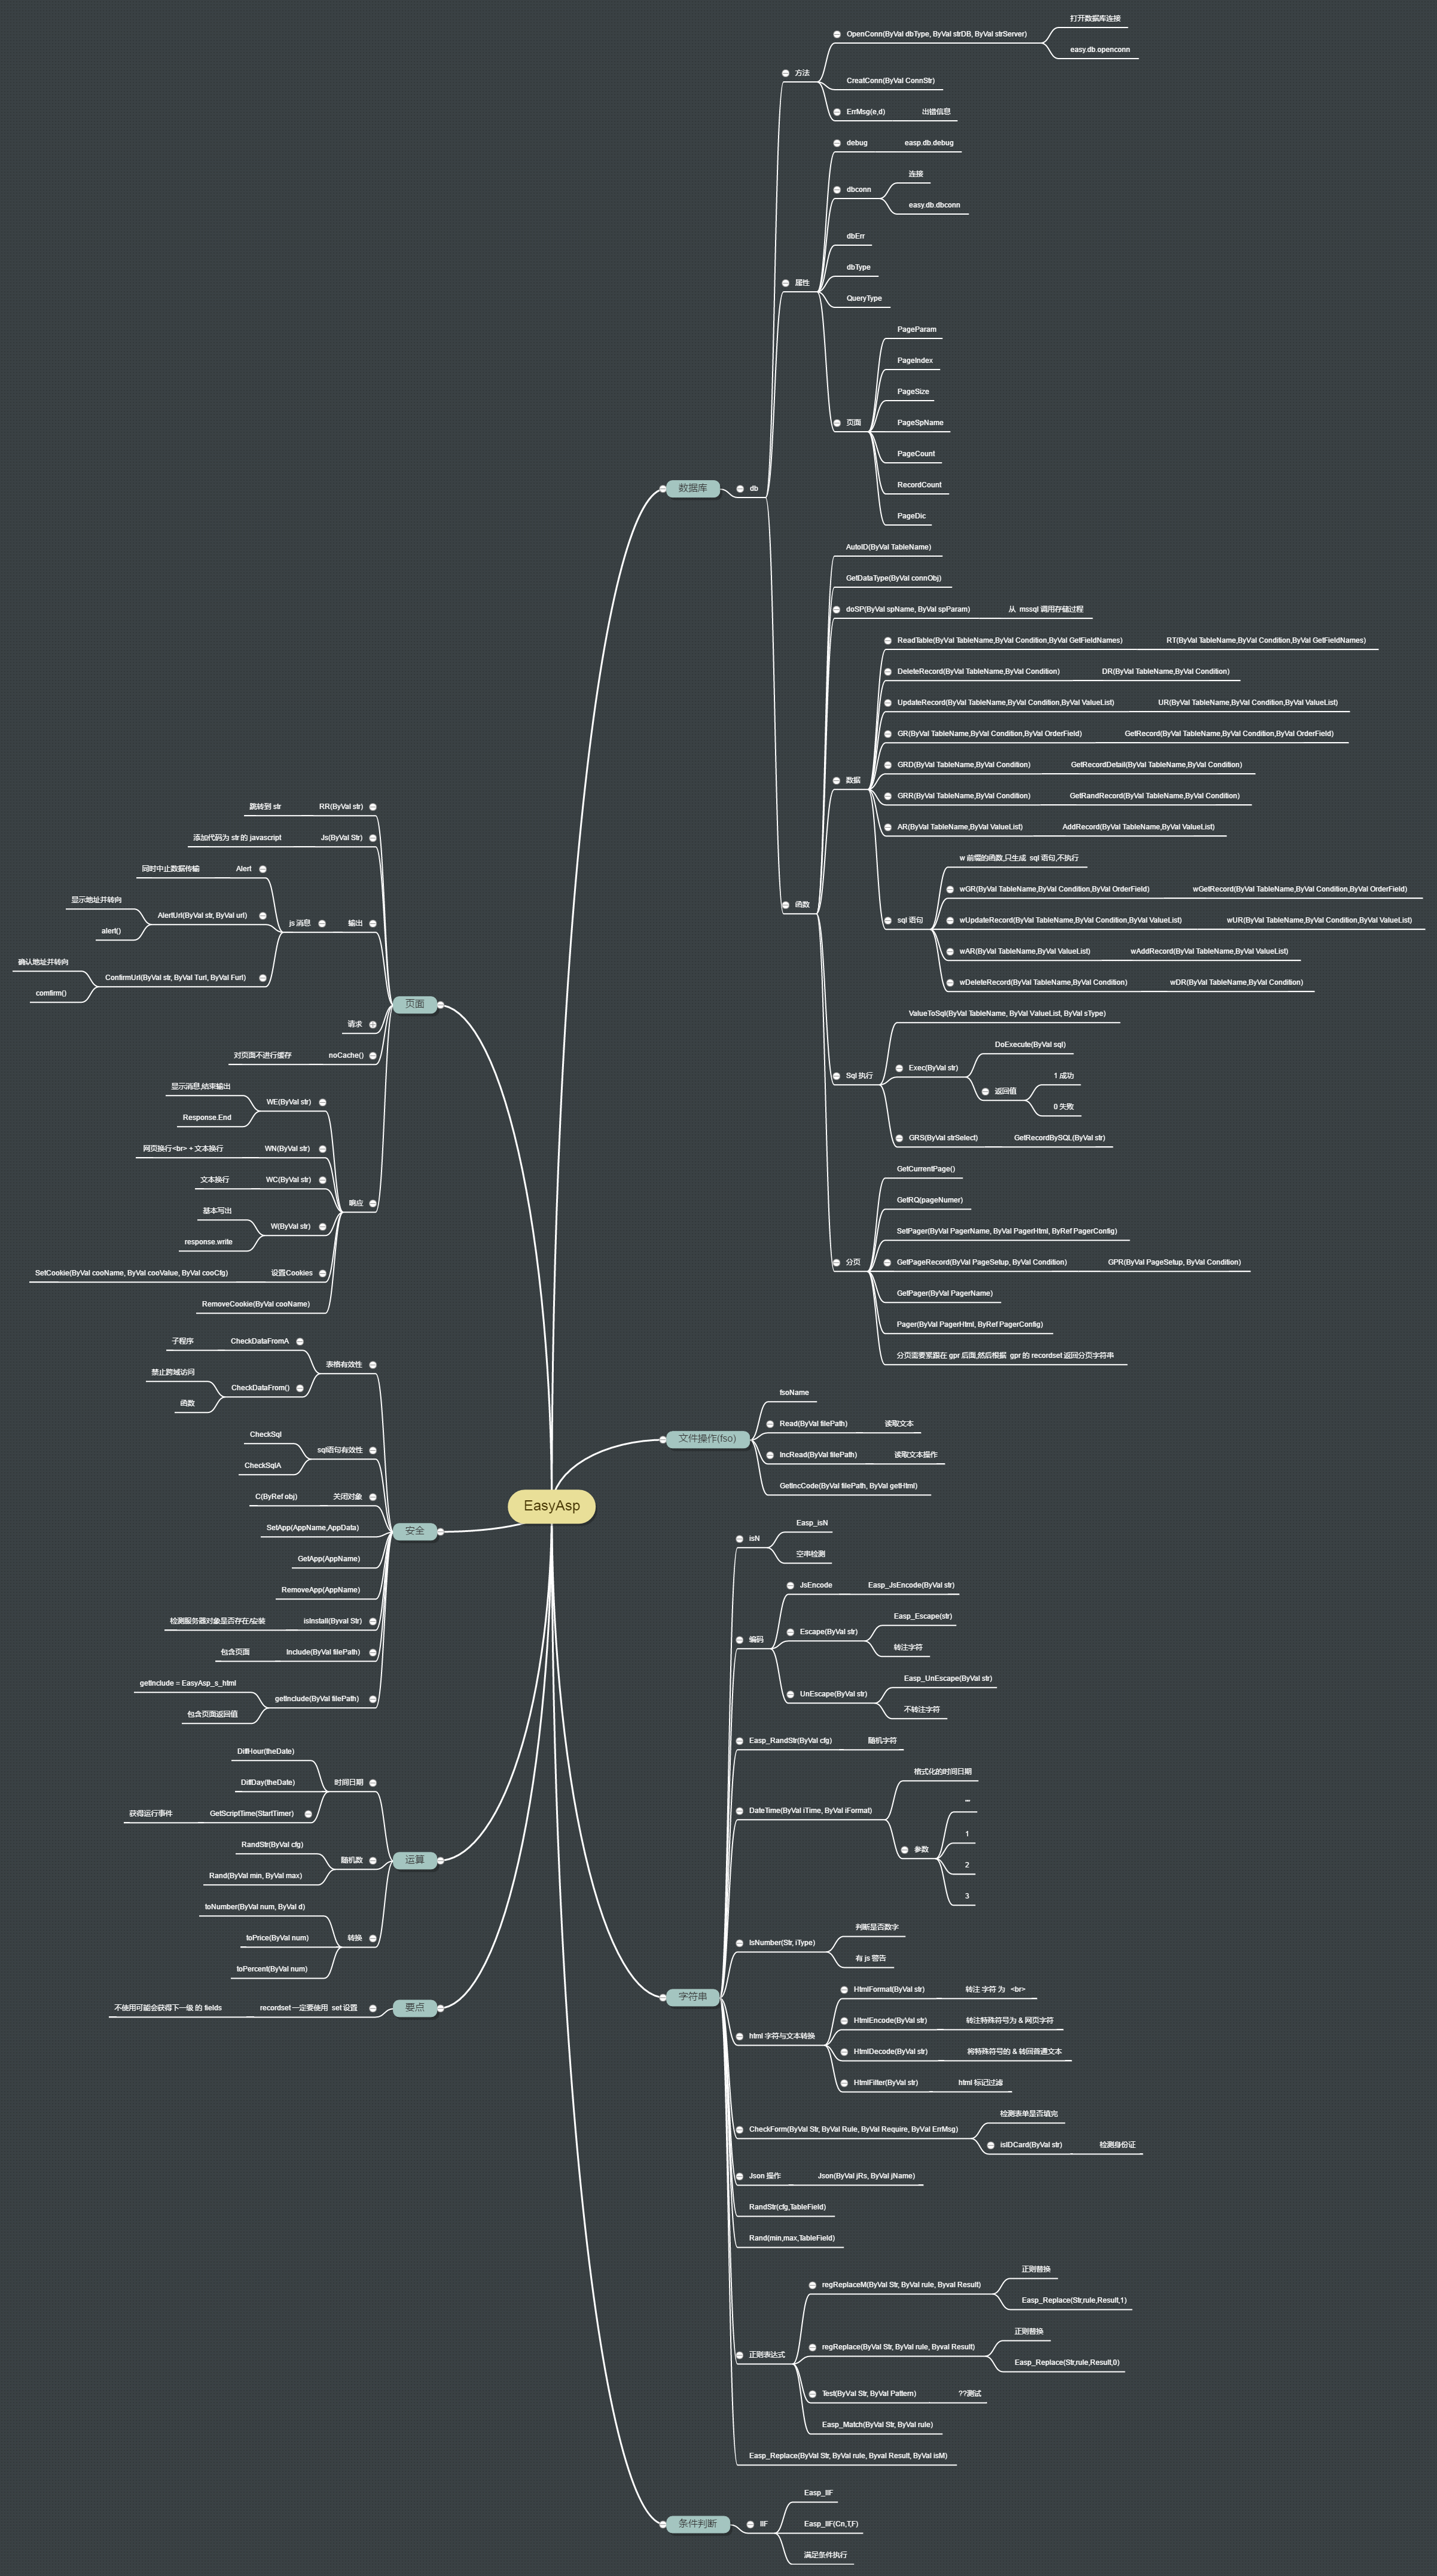 EasyAsp
数据库
db
方法
OpenConn(ByVal dbType, ByVal strDB, ByVal strServer)
打开数据库连接
easy.db.openconn
CreatConn(ByVal ConnStr)
ErrMsg(e,d)
出错信息
属性
debug
easp.db.debug
dbconn
连接
easy.db.dbconn
dbErr
dbType
QueryType
页面
PageParam
PageIndex
PageSize
PageSpName
PageCount
RecordCount
PageDic
函数
AutoID(ByVal TableName)
GetDataType(ByVal connObj)
doSP(ByVal spName, ByVal spParam)
从 mssql 调用存储过程
数据
ReadTable(ByVal TableName,ByVal Condition,ByVal GetFieldNames)
RT(ByVal TableName,ByVal Condition,ByVal GetFieldNames)
DeleteRecord(ByVal TableName,ByVal Condition)
DR(ByVal TableName,ByVal Condition)
UpdateRecord(ByVal TableName,ByVal Condition,ByVal ValueList)
UR(ByVal TableName,ByVal Condition,ByVal ValueList)
GR(ByVal TableName,ByVal Condition,ByVal OrderField)
GetRecord(ByVal TableName,ByVal Condition,ByVal OrderField)
GRD(ByVal TableName,ByVal Condition)
GetRecordDetail(ByVal TableName,ByVal Condition)
GRR(ByVal TableName,ByVal Condition)
GetRandRecord(ByVal TableName,ByVal Condition)
AR(ByVal TableName,ByVal ValueList)
AddRecord(ByVal TableName,ByVal ValueList)
sql 语句
w 前缀的函数,只生成 sql 语句,不执行
wGR(ByVal TableName,ByVal Condition,ByVal OrderField)
wGetRecord(ByVal TableName,ByVal Condition,ByVal OrderField)
wUpdateRecord(ByVal TableName,ByVal Condition,ByVal ValueList)
wUR(ByVal TableName,ByVal Condition,ByVal ValueList)
wAR(ByVal TableName,ByVal ValueList)
wAddRecord(ByVal TableName,ByVal ValueList)
wDeleteRecord(ByVal TableName,ByVal Condition)
wDR(ByVal TableName,ByVal Condition)
Sql 执行
ValueToSql(ByVal TableName, ByVal ValueList, ByVal sType)
Exec(ByVal str)
DoExecute(ByVal sql)
返回值
1 成功
0 失败
GRS(ByVal strSelect)
GetRecordBySQL(ByVal str)
分页
GetCurrentPage()
GetRQ(pageNumer)
SetPager(ByVal PagerName, ByVal PagerHtml, ByRef PagerConfig)
GetPageRecord(ByVal PageSetup, ByVal Condition)
GPR(ByVal PageSetup, ByVal Condition)
GetPager(ByVal PagerName)
Pager(ByVal PagerHtml, ByRef PagerConfig)
分页需要紧跟在 gpr 后面,然后根据 gpr 的 recordset 返回分页字符串
文件操作(fso)
fsoName
Read(ByVal filePath)
读取文本
IncRead(ByVal filePath)
读取文本操作
GetIncCode(ByVal filePath, ByVal getHtml)
字符串
isN
Easp_isN
空串检测
编码
JsEncode
Easp_JsEncode(ByVal str)
Escape(ByVal str)
Easp_Escape(str)
转注字符
UnEscape(ByVal str)
Easp_UnEscape(ByVal str)
不转注字符
Easp_RandStr(ByVal cfg)
随机字符
DateTime(ByVal iTime, ByVal iFormat)
格式化的时间日期
参数
""
1
2
3
IsNumber(Str, iType)
判断是否数字
有 js 警告
html 字符与文本转换
HtmlFormat(ByVal str)
转注 字符 为 <br>
HtmlEncode(ByVal str)
转注特殊符号为 & 网页字符
HtmlDecode(ByVal str)
将特殊符号的 & 转回普通文本
HtmlFilter(ByVal str)
html 标记过滤
CheckForm(ByVal Str, ByVal Rule, ByVal Require, ByVal ErrMsg)
检测表单是否填完
isIDCard(ByVal str)
检测身份证
Json 操作
Json(ByVal jRs, ByVal jName)
RandStr(cfg,TableField)
Rand(min,max,TableField)
正则表达式
regReplaceM(ByVal Str, ByVal rule, Byval Result)
正则替换
Easp_Replace(Str,rule,Result,1)
regReplace(ByVal Str, ByVal rule, Byval Result)
正则替换
Easp_Replace(Str,rule,Result,0)
Test(ByVal Str, ByVal Pattern)
??测试
Easp_Match(ByVal Str, ByVal rule)
Easp_Replace(ByVal Str, ByVal rule, Byval Result, ByVal isM)
条件判断
IIF
Easp_IIF
Easp_IIF(Cn,T,F)
满足条件执行
页面
输出
RR(ByVal str)
跳转到 str
Js(ByVal Str)
添加代码为 str 的 javascript
js 消息
Alert
同时中止数据传输
AlertUrl(ByVal str, ByVal url)
显示地址并转向
alert()
ConfirmUrl(ByVal str, ByVal Turl, ByVal Furl)
确认地址并转向
comfirm()
请求
noCache()
对页面不进行缓存
响应
WE(ByVal str)
显示消息,结束输出
Response.End
WN(ByVal str)
网页换行<br> + 文本换行
WC(ByVal str)
文本换行
W(ByVal str)
基本写出
response.write
设置Cookies
SetCookie(ByVal cooName, ByVal cooValue, ByVal cooCfg)
RemoveCookie(ByVal cooName)
安全
表格有效性
CheckDataFromA
子程序
CheckDataFrom()
禁止跨域访问
函数
sql语句有效性
CheckSql
CheckSqlA
关闭对象
C(ByRef obj)
SetApp(AppName,AppData)
GetApp(AppName)
RemoveApp(AppName)
isInstall(Byval Str)
检测服务器对象是否存在/安装
Include(ByVal filePath)
包含页面
getInclude(ByVal filePath)
getInclude = EasyAsp_s_html
包含页面返回值
运算
时间日期
DiffHour(theDate)
DiffDay(theDate)
GetScriptTime(StartTimer)
获得运行事件
随机数
RandStr(ByVal cfg)
Rand(ByVal min, ByVal max)
转换
toNumber(ByVal num, ByVal d)
toPrice(ByVal num)
toPercent(ByVal num)
要点
recordset 一定要使用 set 设置
不使用可能会获得下一级 的 fields